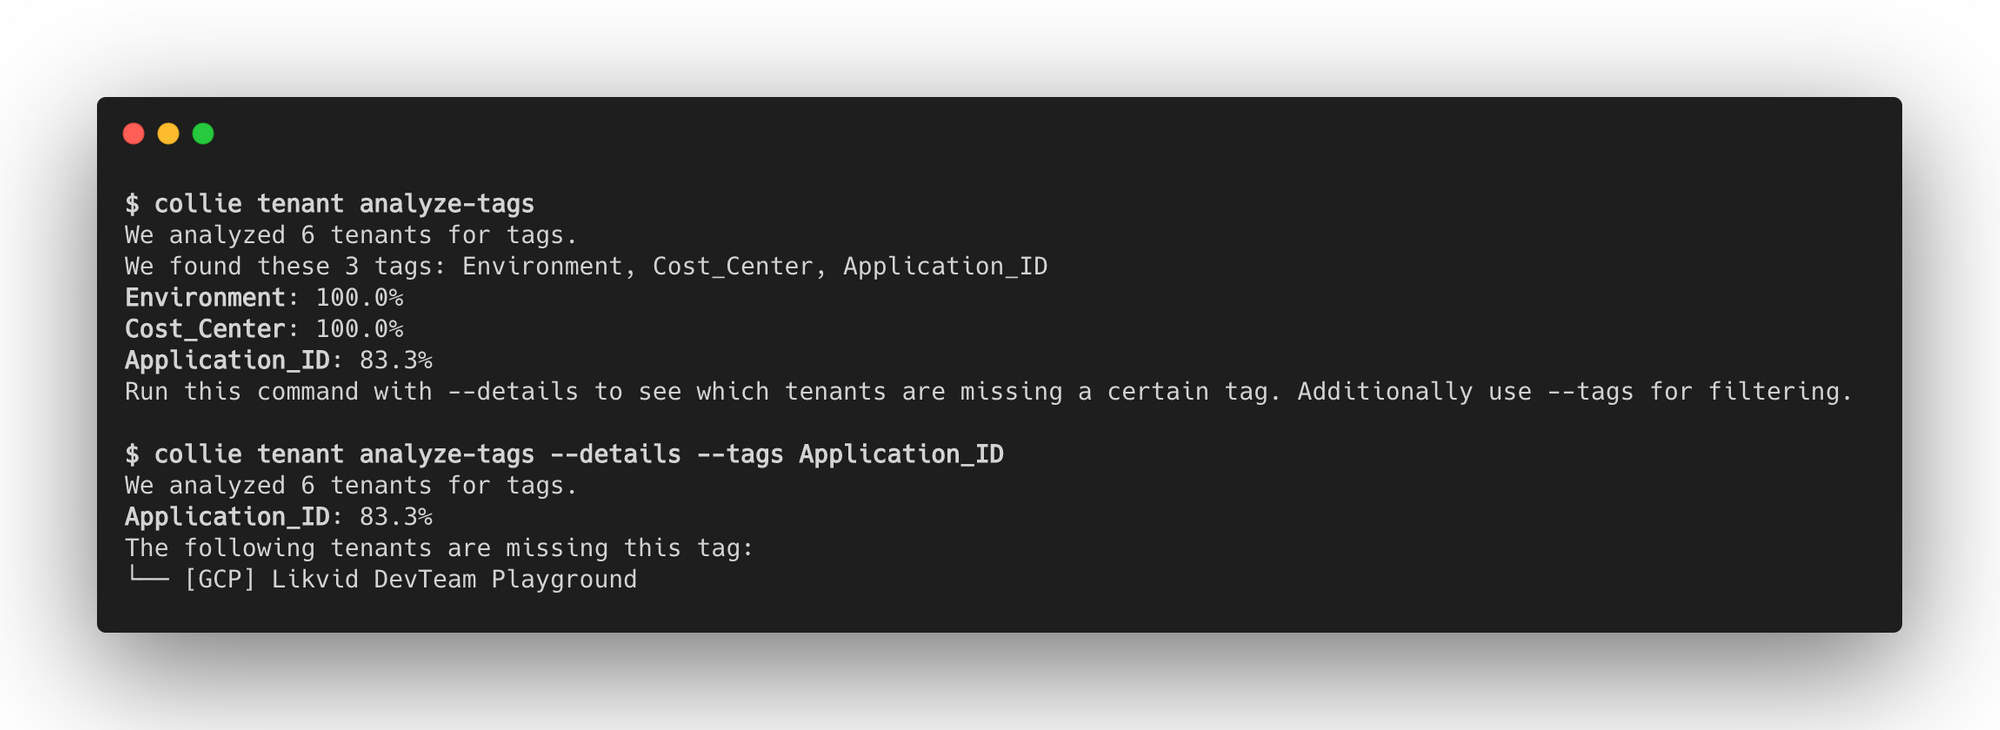 $ collie tenant analyze-tags
We analyzed 6 tenants for tags.
We found these 3 tags: Environment, Cost_Center, Application_ID
Environment: 100.0%
Cost_Center: 100.0%
Application_ID: 83.3%
Run this command with --details to see which tenants are missing a certain tag. Additionally use --tags for filtering.
$ collie tenant analyze-tags --details --tags Application_ID
We analyzed 6 tenants for tags.
Application_ID: 83.3%
The following tenants are missing this tag:
└── [GCP] Likvid DevTeam Playground